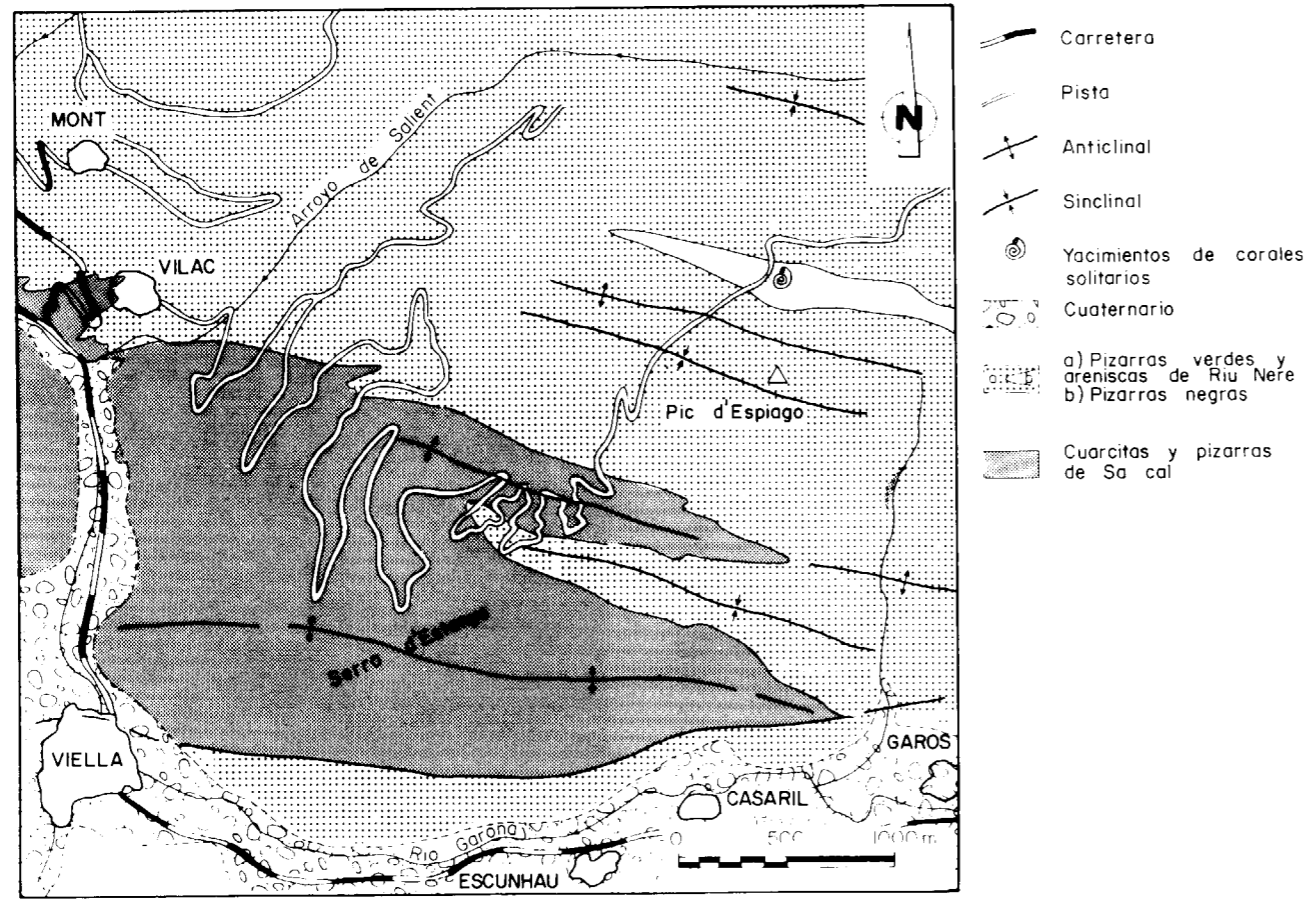 MONT
Arroyo de Salient
N
VILAC
Pic d'Espiago
Serra d'Estango
VIELLA
GAROS
CASARIL
Rio Garona
ESCUNHAU
0 500 1000 m
Carretera
Pista
Anticlinal
Sinclinal
Yacimientos de corales
solitarios
Cuaternario
a) Pizarras verdes y
a b areniscas de Riu Nere
b) Pizarras negras
Cuarcitas y pizarras
de Sa cal